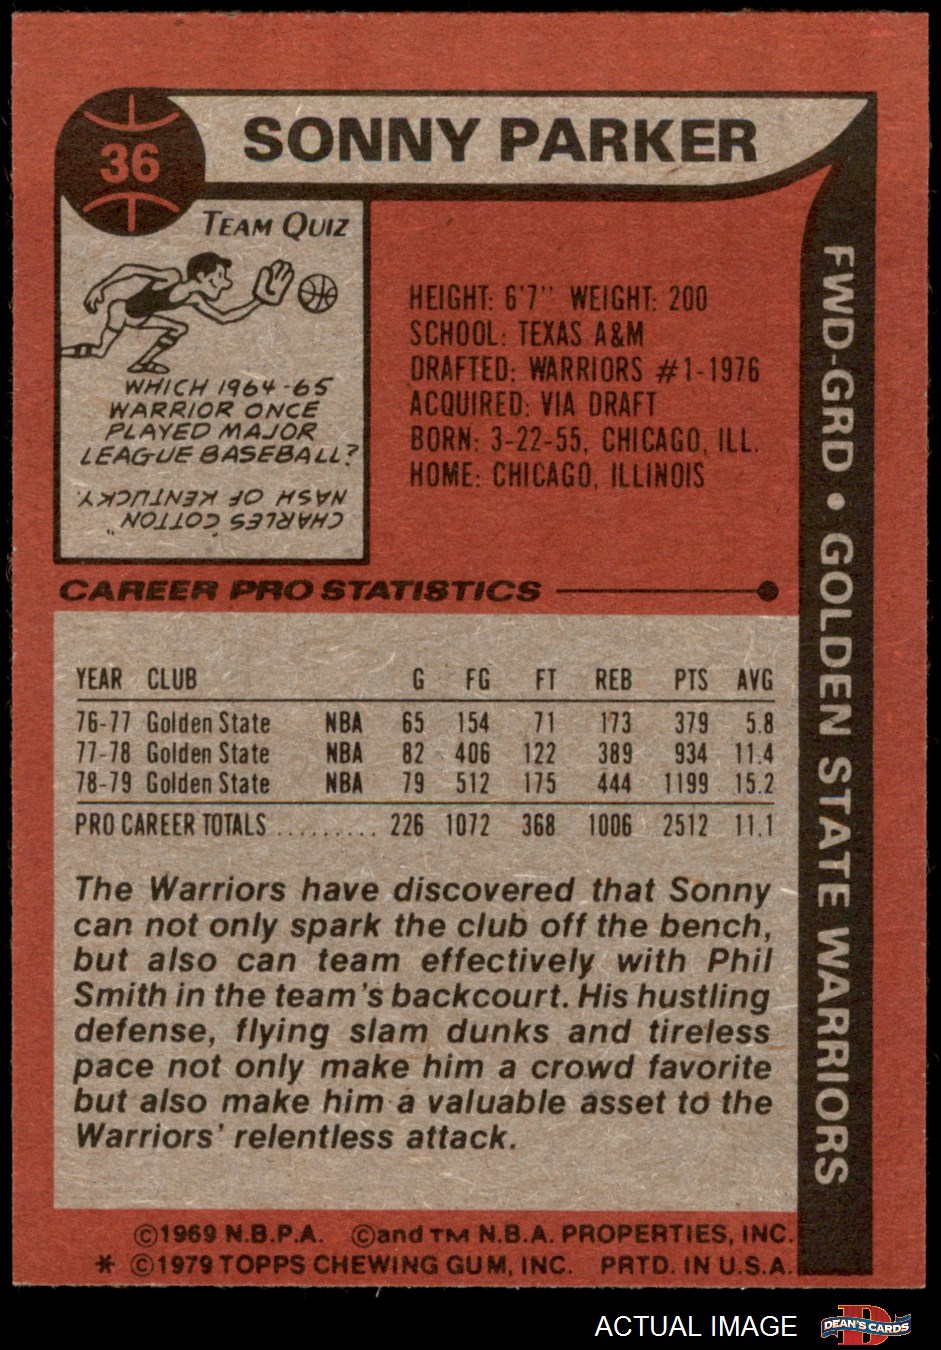 36
SONNY PARKER
TEAM QUIZ
WHICH 1964-65
WARRIOR ONCE
PLAYED MAJOR
LEAGUE BASEBALL?
CHARLES "COTTON"
NASH OF KENTUCKY.
HEIGHT: 6'7" WEIGHT: 200
SCHOOL: TEXAS A&M
DRAFTED: WARRIORS #1-1976
ACQUIRED: VIA DRAFT
BORN: 3-22-55, CHICAGO, ILL.
HOME: CHICAGO, ILLINOIS
FWD-GRD • GOLDEN STATE WARRIORS
CAREER PRO STATISTICS
YEAR CLUB G FG FT REB PTS AVG
76-77 Golden State NBA 65 154 71 173 379 5.8
77-78 Golden State NBA 82 406 122 389 934 11.4
78-79 Golden State NBA 79 512 175 444 1199 15.2
PRO CAREER TOTALS ......... 226 1072 368 1006 2512 11.1
The Warriors have discovered that Sonny
can not only spark the club off the bench,
but also can team effectively with Phil
Smith in the team's backcourt. His hustling
defense, flying slam dunks and tireless
pace not only make him a crowd favorite
but also make him a valuable asset to the
Warriors' relentless attack.
©1969 N.B.P.A. ©and TM N.B.A. PROPERTIES, INC.
* ©1979 TOPPS CHEWING GUM, INC. PRTD. IN U.S.A.
ACTUAL IMAGE
D
DEAN'S CARDS